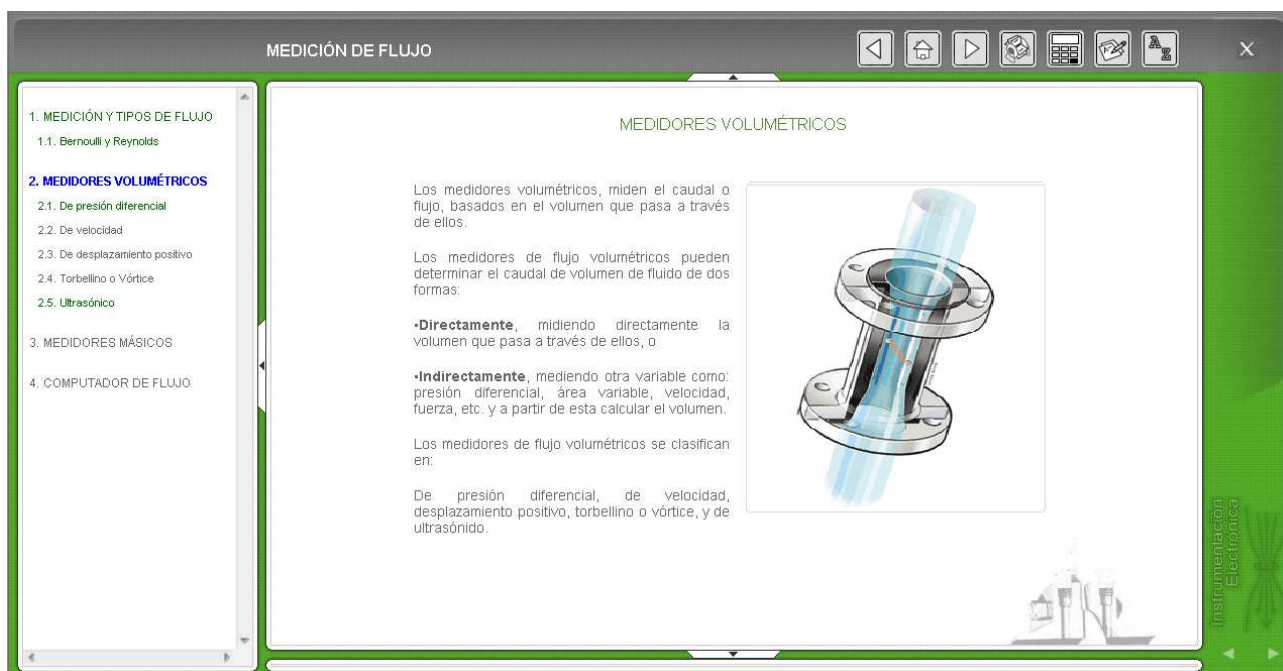 MEDICIÓN DE FLUJO
A
Z
X
1. MEDICIÓN Y TIPOS DE FLUJO
1.1. Bernoulli y Reynolds
2. MEDIDORES VOLUMÉTRICOS
2.1. De presión diferencial
2.2. De velocidad
2.3. De desplazamiento positivo
2.4. Torbellino o Vórtice
2.5. Ultrasónico
3. MEDIDORES MÁSICOS
4. COMPUTADOR DE FLUJO
MEDIDORES VOLUMÉTRICOS
Los medidores volumétricos, miden el caudal o
flujo, basados en el volumen que pasa a través
de ellos.
Los medidores de flujo volumétricos pueden
determinar el caudal de volumen de fluido de dos
formas:
•Directamente, midiendo directamente la
volumen que pasa a través de ellos, o
•Indirectamente, mediendo otra variable como:
presión diferencial, área variable, velocidad,
fuerza, etc. y a partir de esta calcular el volumen.
Los medidores de flujo volumétricos se clasifican
en:
De presión diferencial, de velocidad,
desplazamiento positivo, torbellino o vórtice, y de
ultrasónido.
Instrumentación
Electrónica